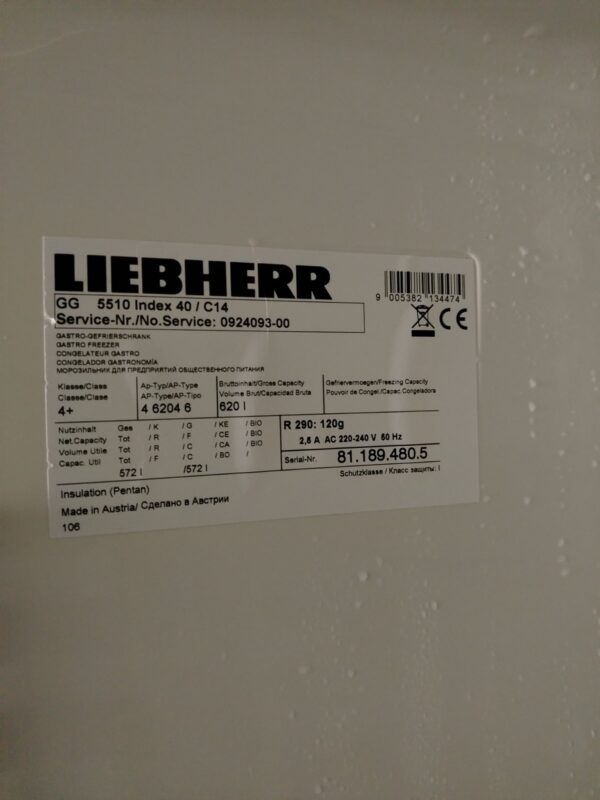 LIEBHERR
9 005382 134474
GG 5510 Index 40 / C14
Service-Nr./No.Service: 0924093-00
CE
GASTRO-GEFRIERSCHRANK
GASTRO FREEZER
CONGELATEUR GASTRO
CONGELADOR GASTRONOMÍA
МОРОЗИЛЬНИК ДЛЯ ПРЕДПРИЯТИЙ ОБЩЕСТВЕННОГО ПИТАНИЯ
Klasse/Class
Classe/Clase
4+
Ap-Typ/AP-Type
AP-Type/AP-Tipo
4 6204 6
Bruttoinhalt/Gross Capacity
Volume Brut/Capacidad Bruta
620 l
Gefriervermoegen/Freezing Capacity
Pouvoir de Congel./Capac.Congeladora
Nutzinhalt Ges / K / G / KE / BIO
Net.Capacity Tot / R / F / CE / BIO
Volume Utile Tot / R / C / CA / BIO
Capac. Util Tot / F / C / BO /
572 l /572 l
R 290: 120g
2,5 A AC 220-240 V 50 Hz
Serial-Nr. 81.189.480.5
Schutzklasse / Класс защиты: I
Insulation (Pentan)
Made in Austria/ Сделано в Австрии
106